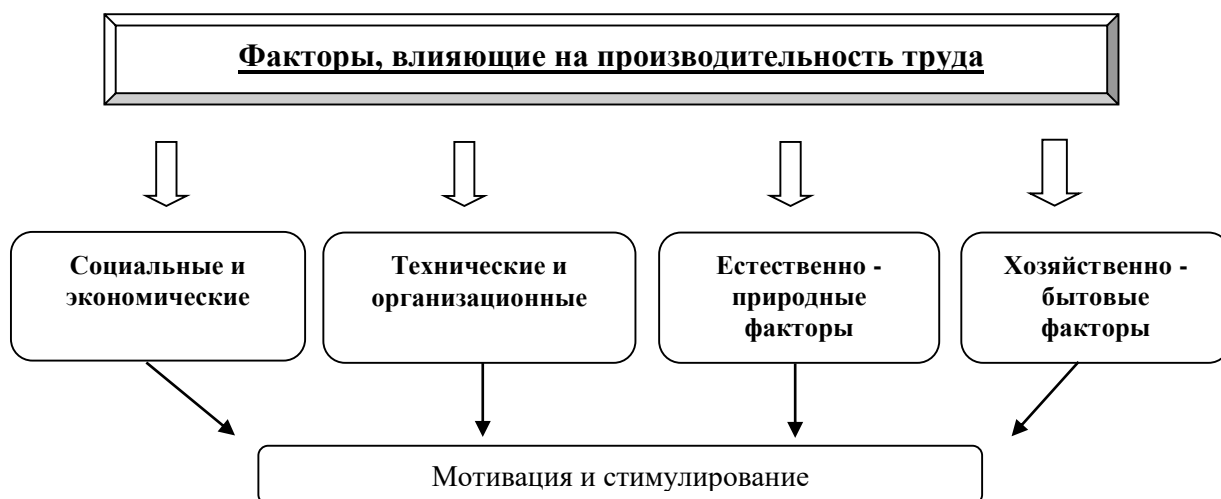 Факторы, влияющие на производительность труда
Социальные и
экономические
Технические и
организационные
Естественно -
природные
факторы
Хозяйственно -
бытовые
факторы
Мотивация и стимулирование